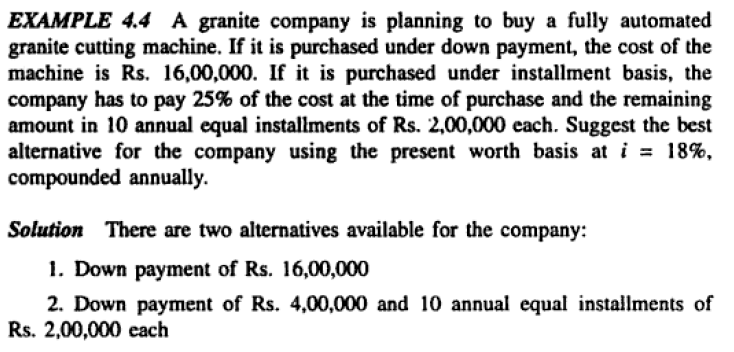 EXAMPLE 4.4 A granite company is planning to buy a fully automated
granite cutting machine. If it is purchased under down payment, the cost of the
machine is Rs. 16,00,000. If it is purchased under installment basis, the
company has to pay 25% of the cost at the time of purchase and the remaining
amount in 10 annual equal installments of Rs. 2,00,000 each. Suggest the best
alternative for the company using the present worth basis at i = 18%,
compounded annually.
Solution There are two alternatives available for the company:
1. Down payment of Rs. 16,00,000
2. Down payment of Rs. 4,00,000 and 10 annual equal installments of
Rs. 2,00,000 each